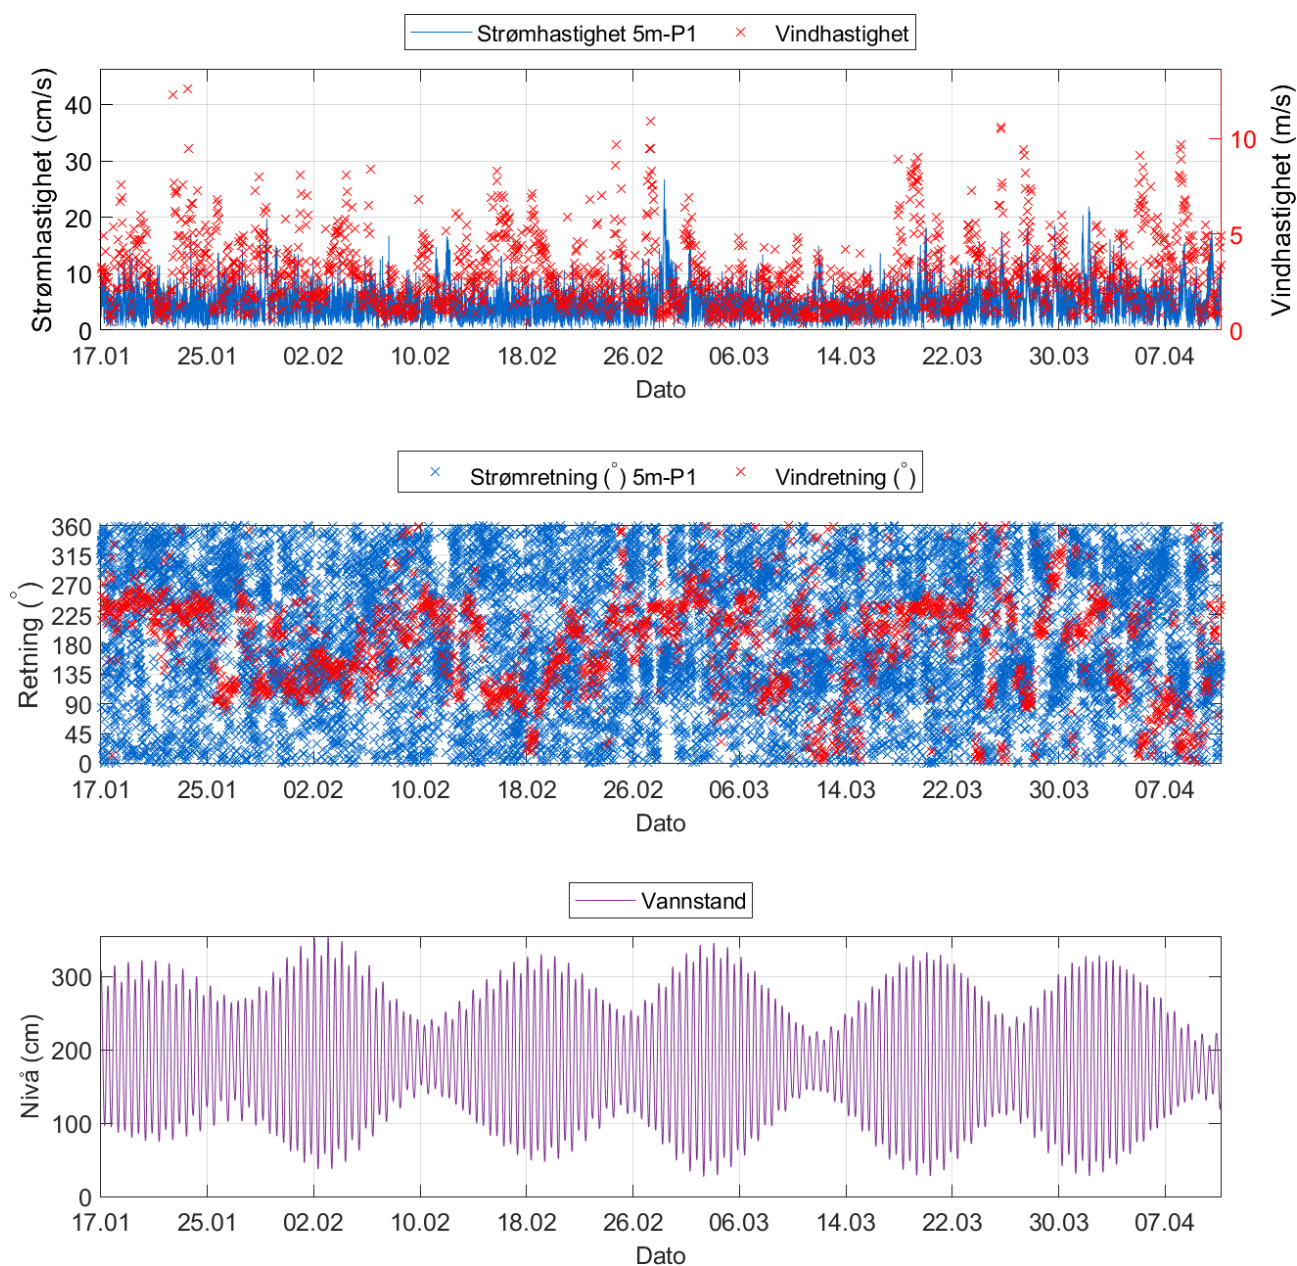 Strømhastighet 5m-P1 Vindhastighet
Strømhastighet (cm/s)
Vindhastighet (m/s)
40
30
20
10
0
10
5
0
17.01 25.01 02.02 10.02 18.02 26.02 06.03 14.03 22.03 30.03 07.04
Dato
Strømretning (°) 5m-P1 Vindretning (°)
Retning (°)
360
315
270
225
180
135
90
45
0
17.01 25.01 02.02 10.02 18.02 26.02 06.03 14.03 22.03 30.03 07.04
Dato
Vannstand
Nivå (cm)
300
200
100
0
17.01 25.01 02.02 10.02 18.02 26.02 06.03 14.03 22.03 30.03 07.04
Dato